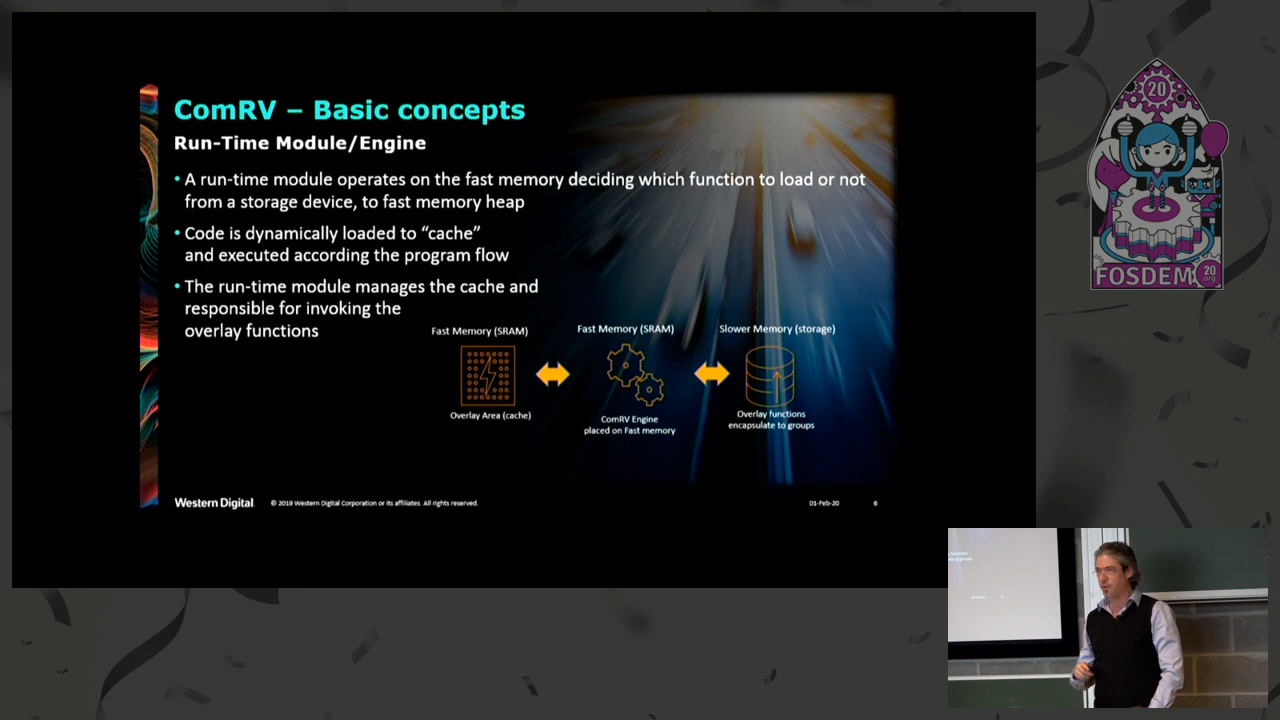 ComRV – Basic concepts
Run-Time Module/Engine
• A run-time module operates on the fast memory deciding which function to load or not
from a storage device, to fast memory heap
• Code is dynamically loaded to “cache”
and executed according the program flow
• The run-time module manages the cache and
responsible for invoking the
overlay functions
Fast Memory (SRAM)
Fast Memory (SRAM)
Slower Memory (storage)
Overlay Area (cache)
ComRV Engine
placed on Fast memory
Overlay functions
encapsulate to groups
Western Digital
© 2019 Western Digital Corporation or its affiliates. All rights reserved.
01-Feb-20
6
20
FOSDEM
20
.org